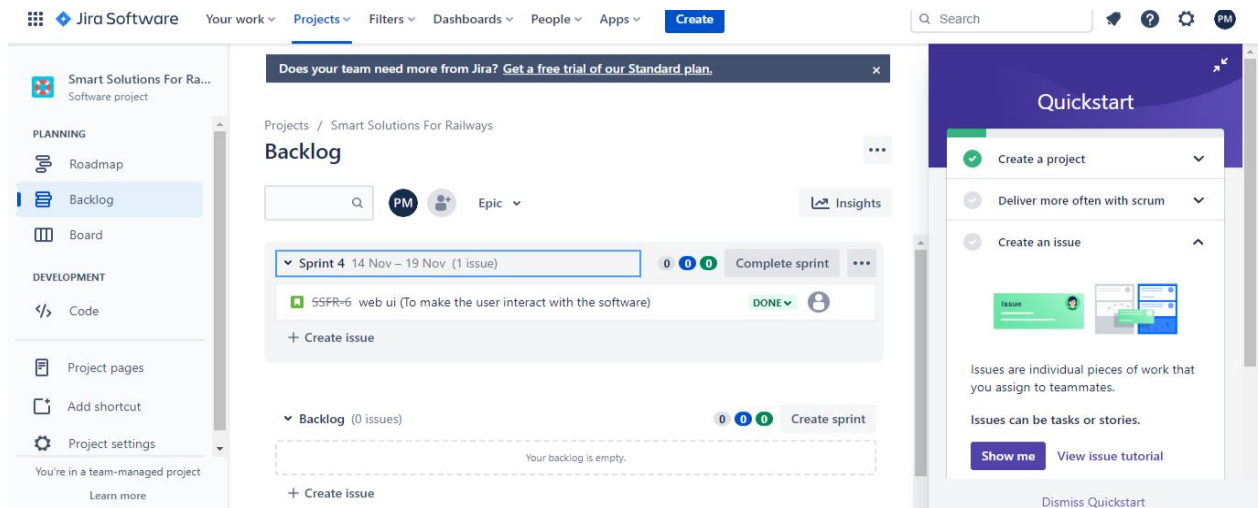 Jira Software Your work Projects Filters Dashboards People Apps Create Search PM
Smart Solutions For Ra...
Software project
PLANNING
Roadmap
Backlog
Board
DEVELOPMENT
Code
Project pages
Add shortcut
Project settings
You're in a team-managed project
Learn more
Does your team need more from Jira? Get a free trial of our Standard plan.
Projects / Smart Solutions For Railways
Backlog
PM Epic Insights
Sprint 4 14 Nov – 19 Nov (1 issue) 0 0 0 Complete sprint
SSFR-6 web ui (To make the user interact with the software) DONE
+ Create issue
Backlog (0 issues) 0 0 0 Create sprint
Your backlog is empty.
+ Create issue
Quickstart
Create a project
Deliver more often with scrum
Create an issue
Issue
Issues are individual pieces of work that
you assign to teammates.
Issues can be tasks or stories.
Show me View issue tutorial
Dismiss Quickstart